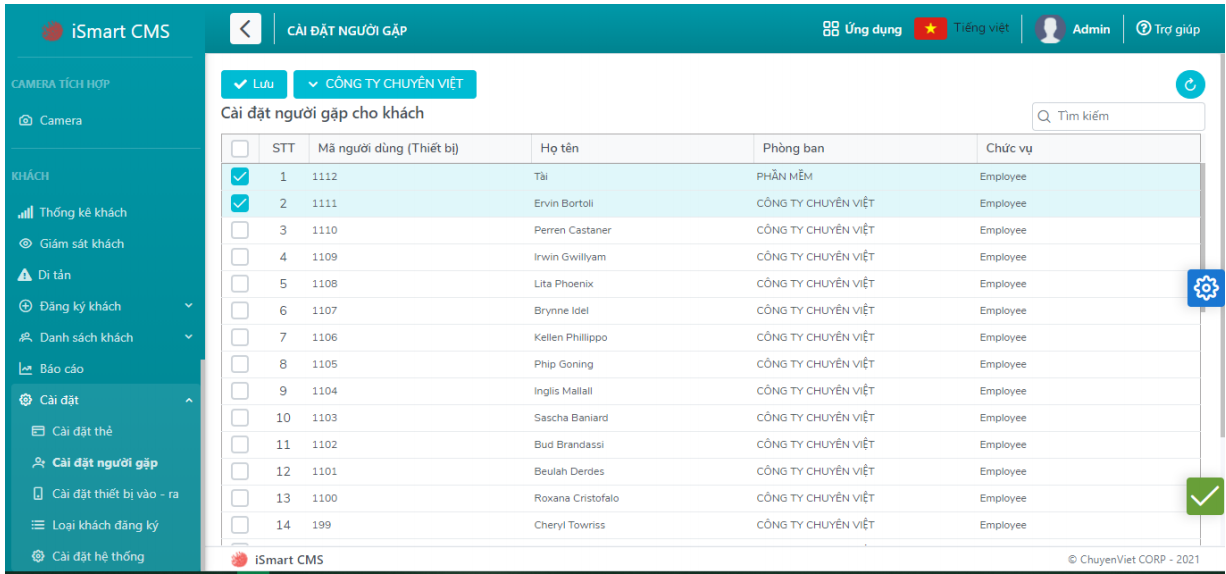 iSmart CMS
CÀI ĐẶT NGƯỜI GẶP
Ứng dụng
Tiếng việt
Admin
Trợ giúp
CAMERA TÍCH HỢP
Camera
KHÁCH
Thống kê khách
Giám sát khách
Di tản
Đăng ký khách
Danh sách khách
Báo cáo
Cài đặt
Cài đặt thẻ
Cài đặt người gặp
Cài đặt thiết bị vào - ra
Loại khách đăng ký
Cài đặt hệ thống
Lưu
CÔNG TY CHUYÊN VIỆT
Cài đặt người gặp cho khách
Tìm kiếm
STT Mã người dùng (Thiết bị) Họ tên Phòng ban Chức vụ
1 1112 Tài PHẦN MỀM Employee
2 1111 Ervin Bortoli CÔNG TY CHUYÊN VIỆT Employee
3 1110 Perren Castaner CÔNG TY CHUYÊN VIỆT Employee
4 1109 Irwin Gwillyam CÔNG TY CHUYÊN VIỆT Employee
5 1108 Lita Phoenix CÔNG TY CHUYÊN VIỆT Employee
6 1107 Brynne Idel CÔNG TY CHUYÊN VIỆT Employee
7 1106 Kellen Phillippo CÔNG TY CHUYÊN VIỆT Employee
8 1105 Phip Goning CÔNG TY CHUYÊN VIỆT Employee
9 1104 Inglis Mallall CÔNG TY CHUYÊN VIỆT Employee
10 1103 Sascha Baniard CÔNG TY CHUYÊN VIỆT Employee
11 1102 Bud Brandassi CÔNG TY CHUYÊN VIỆT Employee
12 1101 Beulah Derdes CÔNG TY CHUYÊN VIỆT Employee
13 1100 Roxana Cristofalo CÔNG TY CHUYÊN VIỆT Employee
14 199 Cheryl Towriss CÔNG TY CHUYÊN VIỆT Employee
iSmart CMS
© ChuyenViet CORP - 2021